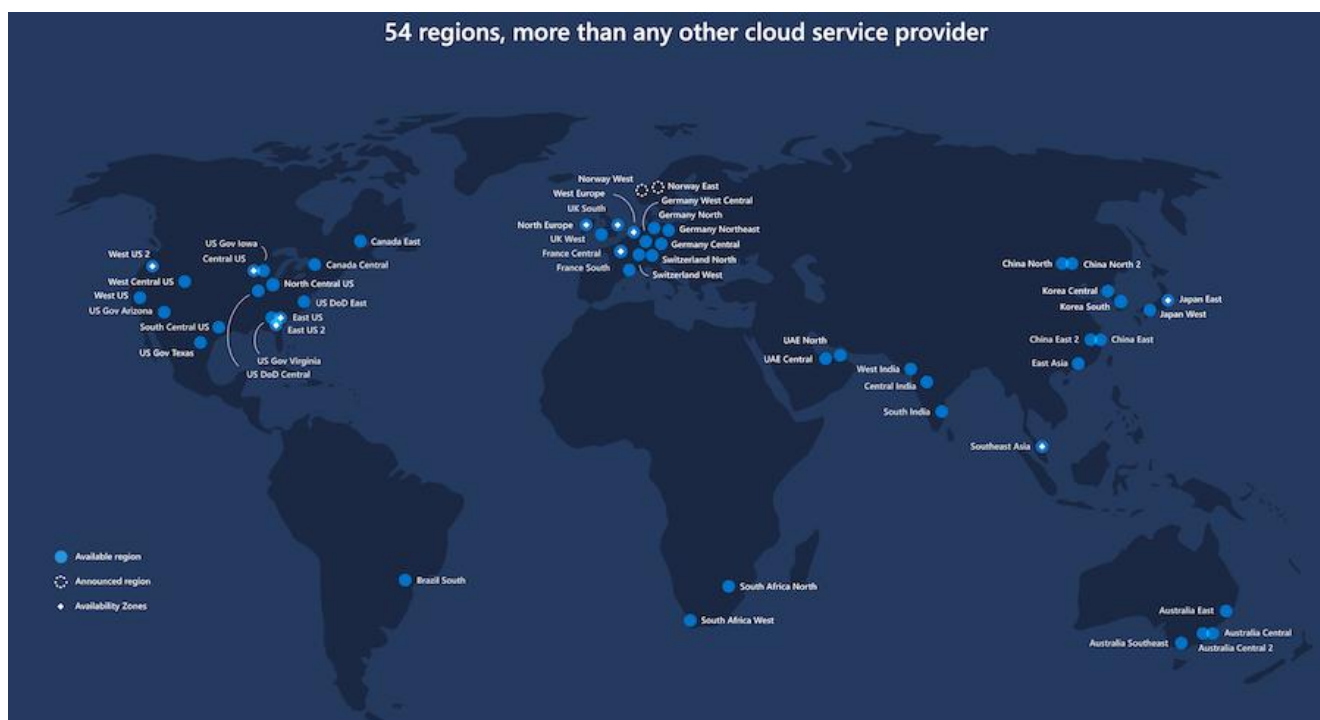 54 regions, more than any other cloud service provider
Norway West
Norway East
West Europe
Germany West Central
UK South
Germany North
North Europe
Germany Northeast
UK West
Germany Central
France Central
Switzerland North
France South
Switzerland West
US Gov Iowa
Canada East
West US 2
Central US
Canada Central
West Central US
North Central US
West US
US DoD East
US Gov Arizona
East US
South Central US
East US 2
US Gov Texas
US Gov Virginia
US DoD Central
China North
China North 2
Korea Central
Japan East
Korea South
Japan West
UAE North
China East 2
China East
UAE Central
West India
East Asia
Central India
South India
Southeast Asia
Available region
Announced region
Availability Zones
Brazil South
South Africa North
South Africa West
Australia East
Australia Central
Australia Southeast
Australia Central 2